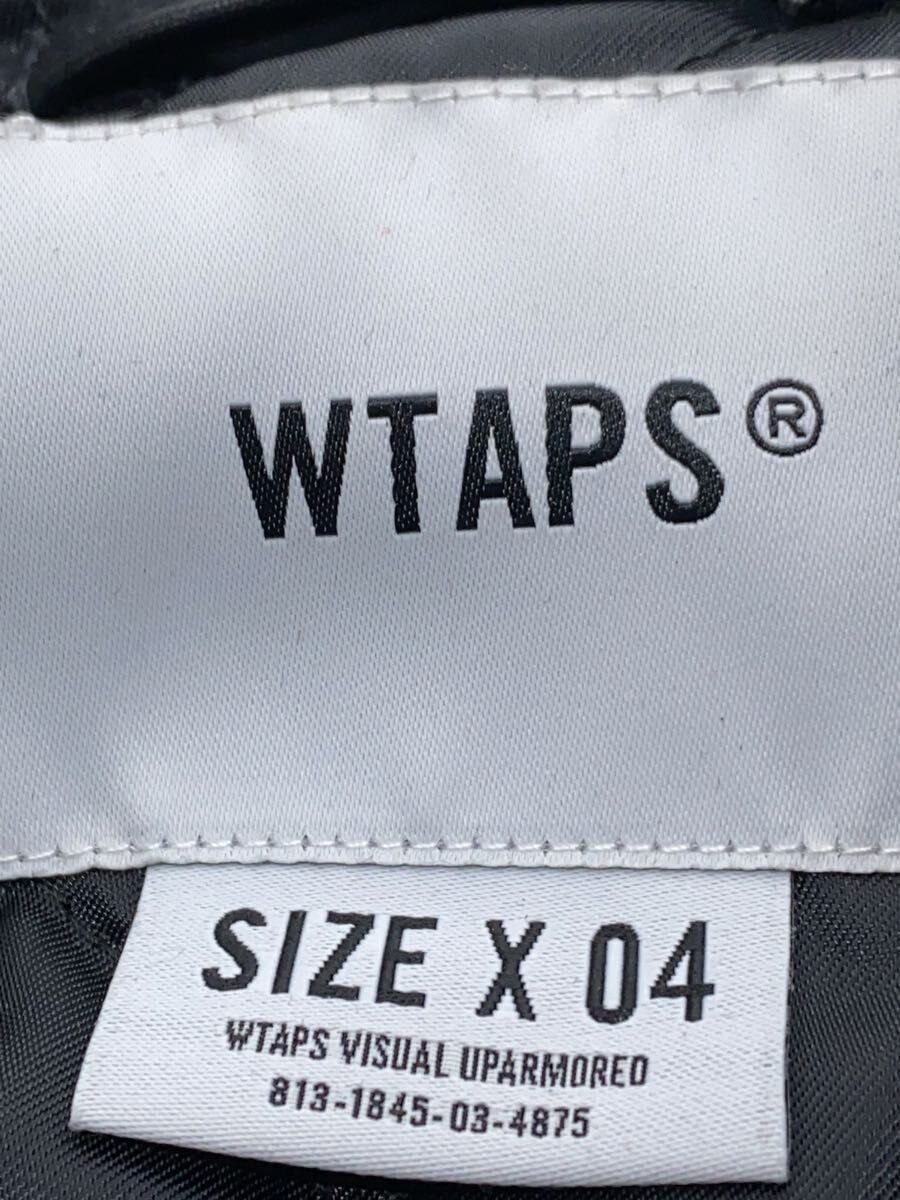 WTAPS®
SIZE X 04
WTAPS VISUAL UPARMORED
813-1845-03-4875